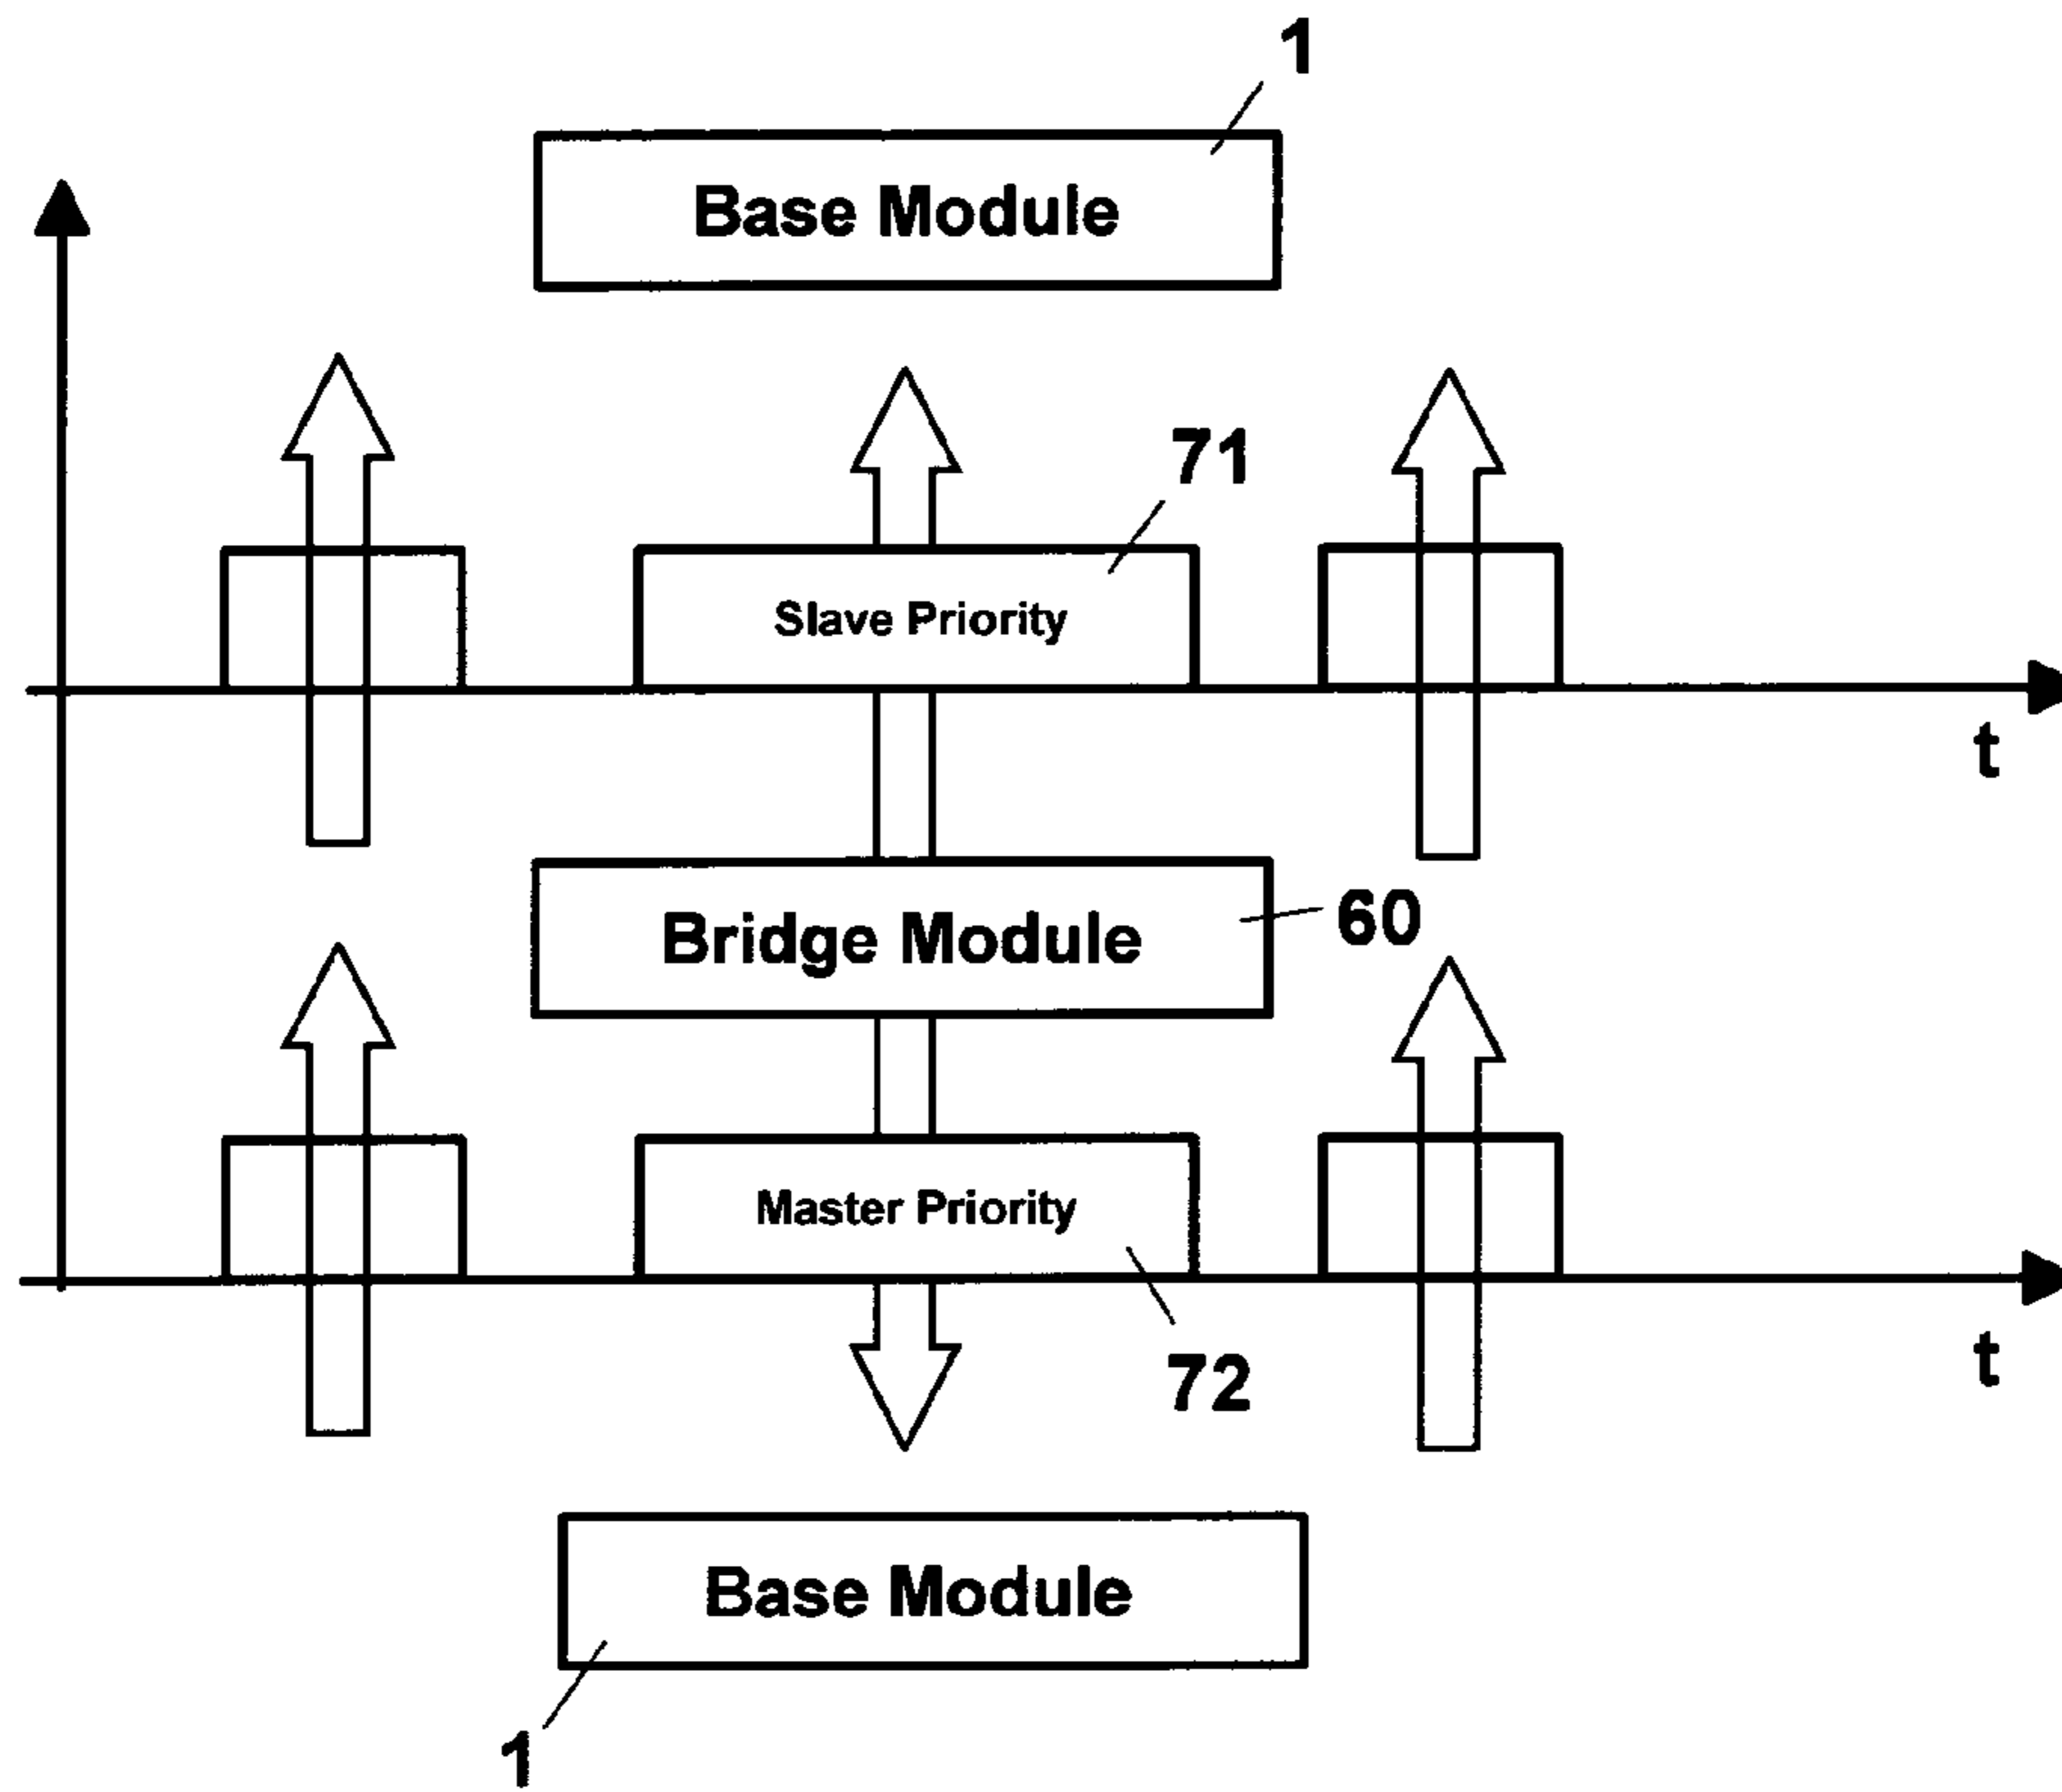 1
Base Module
71
Slave Priority
t
Bridge Module
60
Master Priority
t
72
Base Module
1